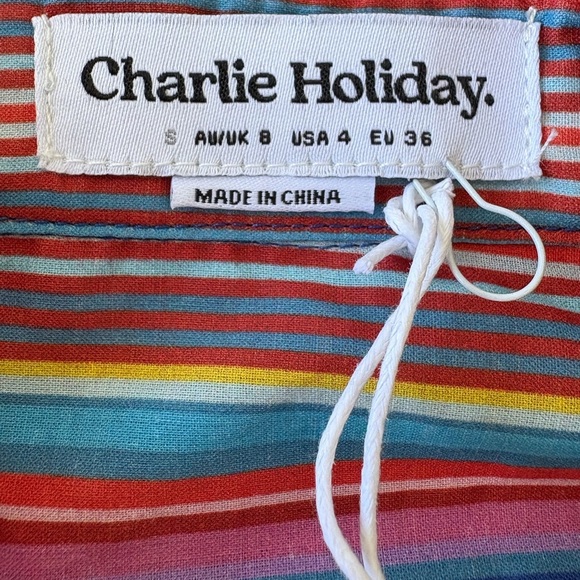 Charlie Holiday.
S AU/UK 8 USA 4 EU 36
MADE IN CHINA